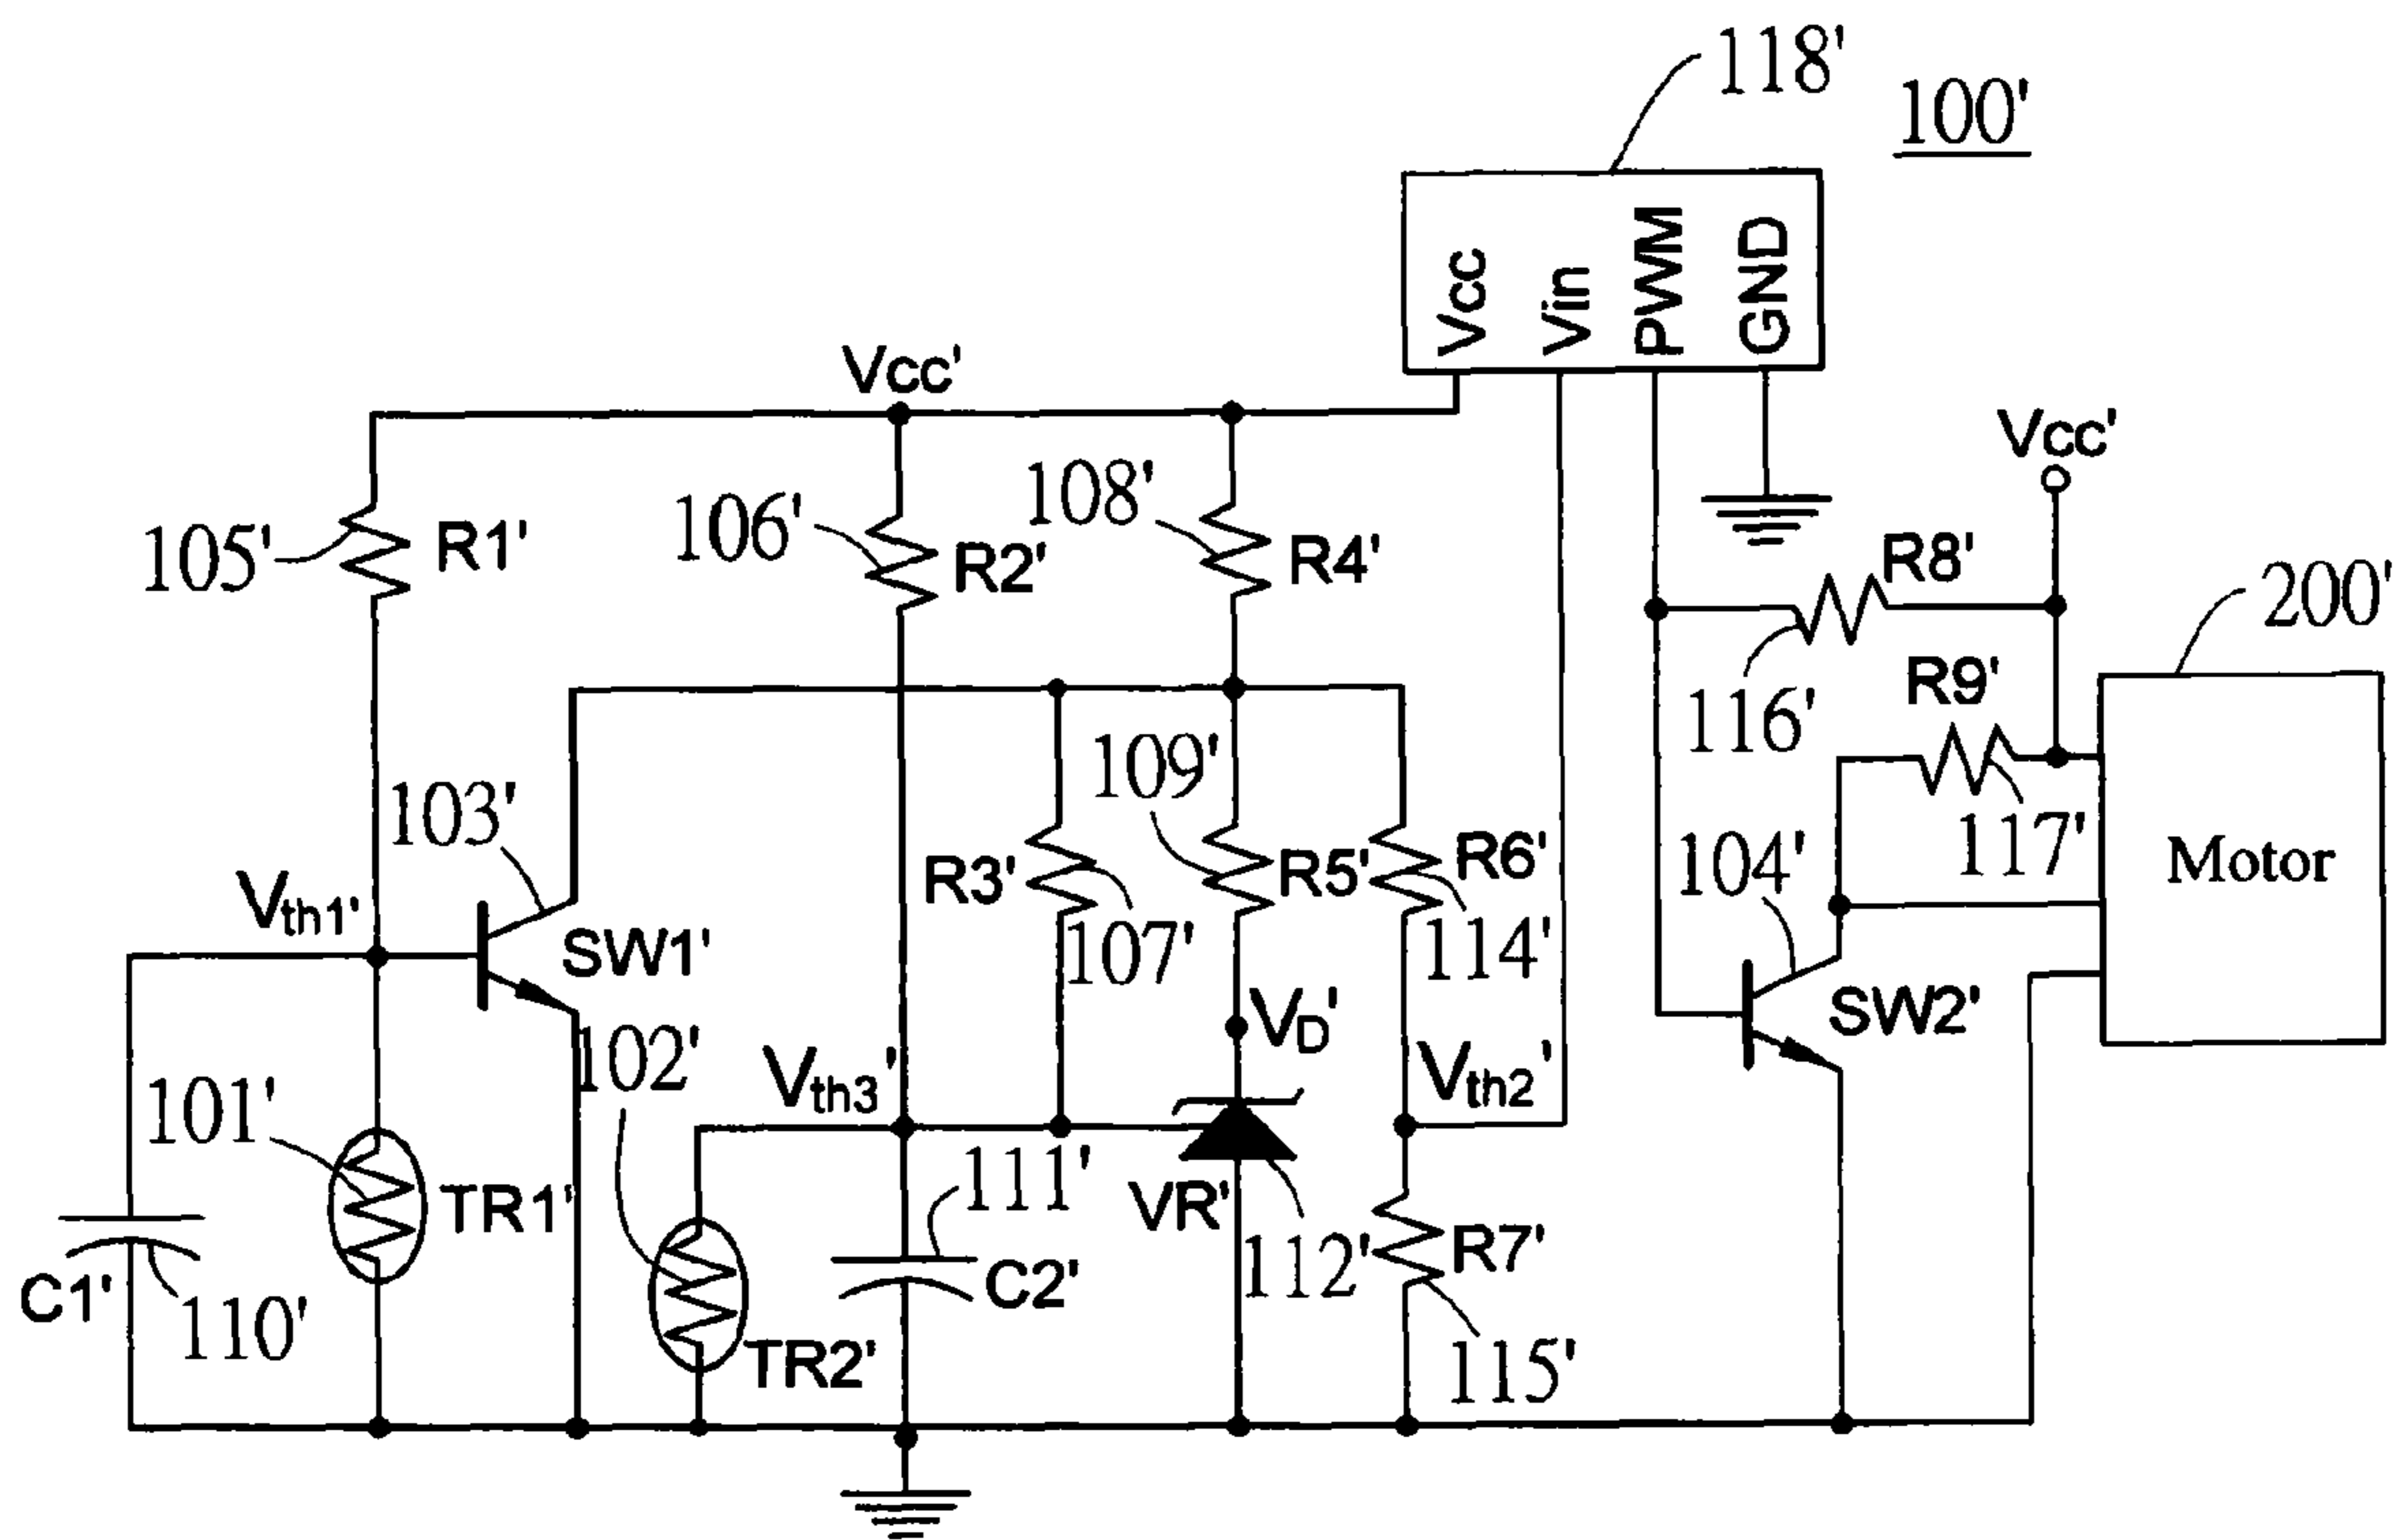 118'
100'
Vcc
Vin
PWM
GND
Vcc'
Vcc'
105'
R1'
106'
R2'
108'
R4'
R8'
200'
116'
R9'
103'
109'
R3'
R5'
R6'
104'
117'
Motor
Vth1'
SW1'
107'
114'
102'
VD'
SW2'
101'
Vth3'
Vth2'
TR1'
111'
VR'
112'
R7'
C1'
110'
C2'
TR2'
115'